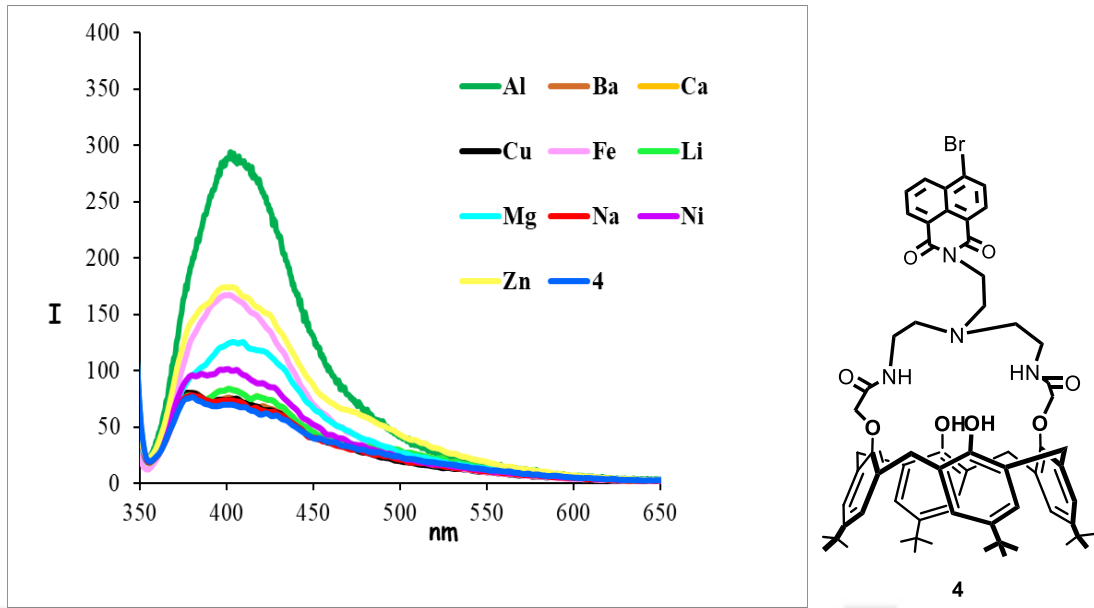 400
350
300
250
200
150
100
50
0
I
350 400 450 500 550 600 650
nm
Al Ba Ca
Cu Fe Li
Mg Na Ni
Zn 4
Br
O N O
N
O NH HN O
O OH OH O
4